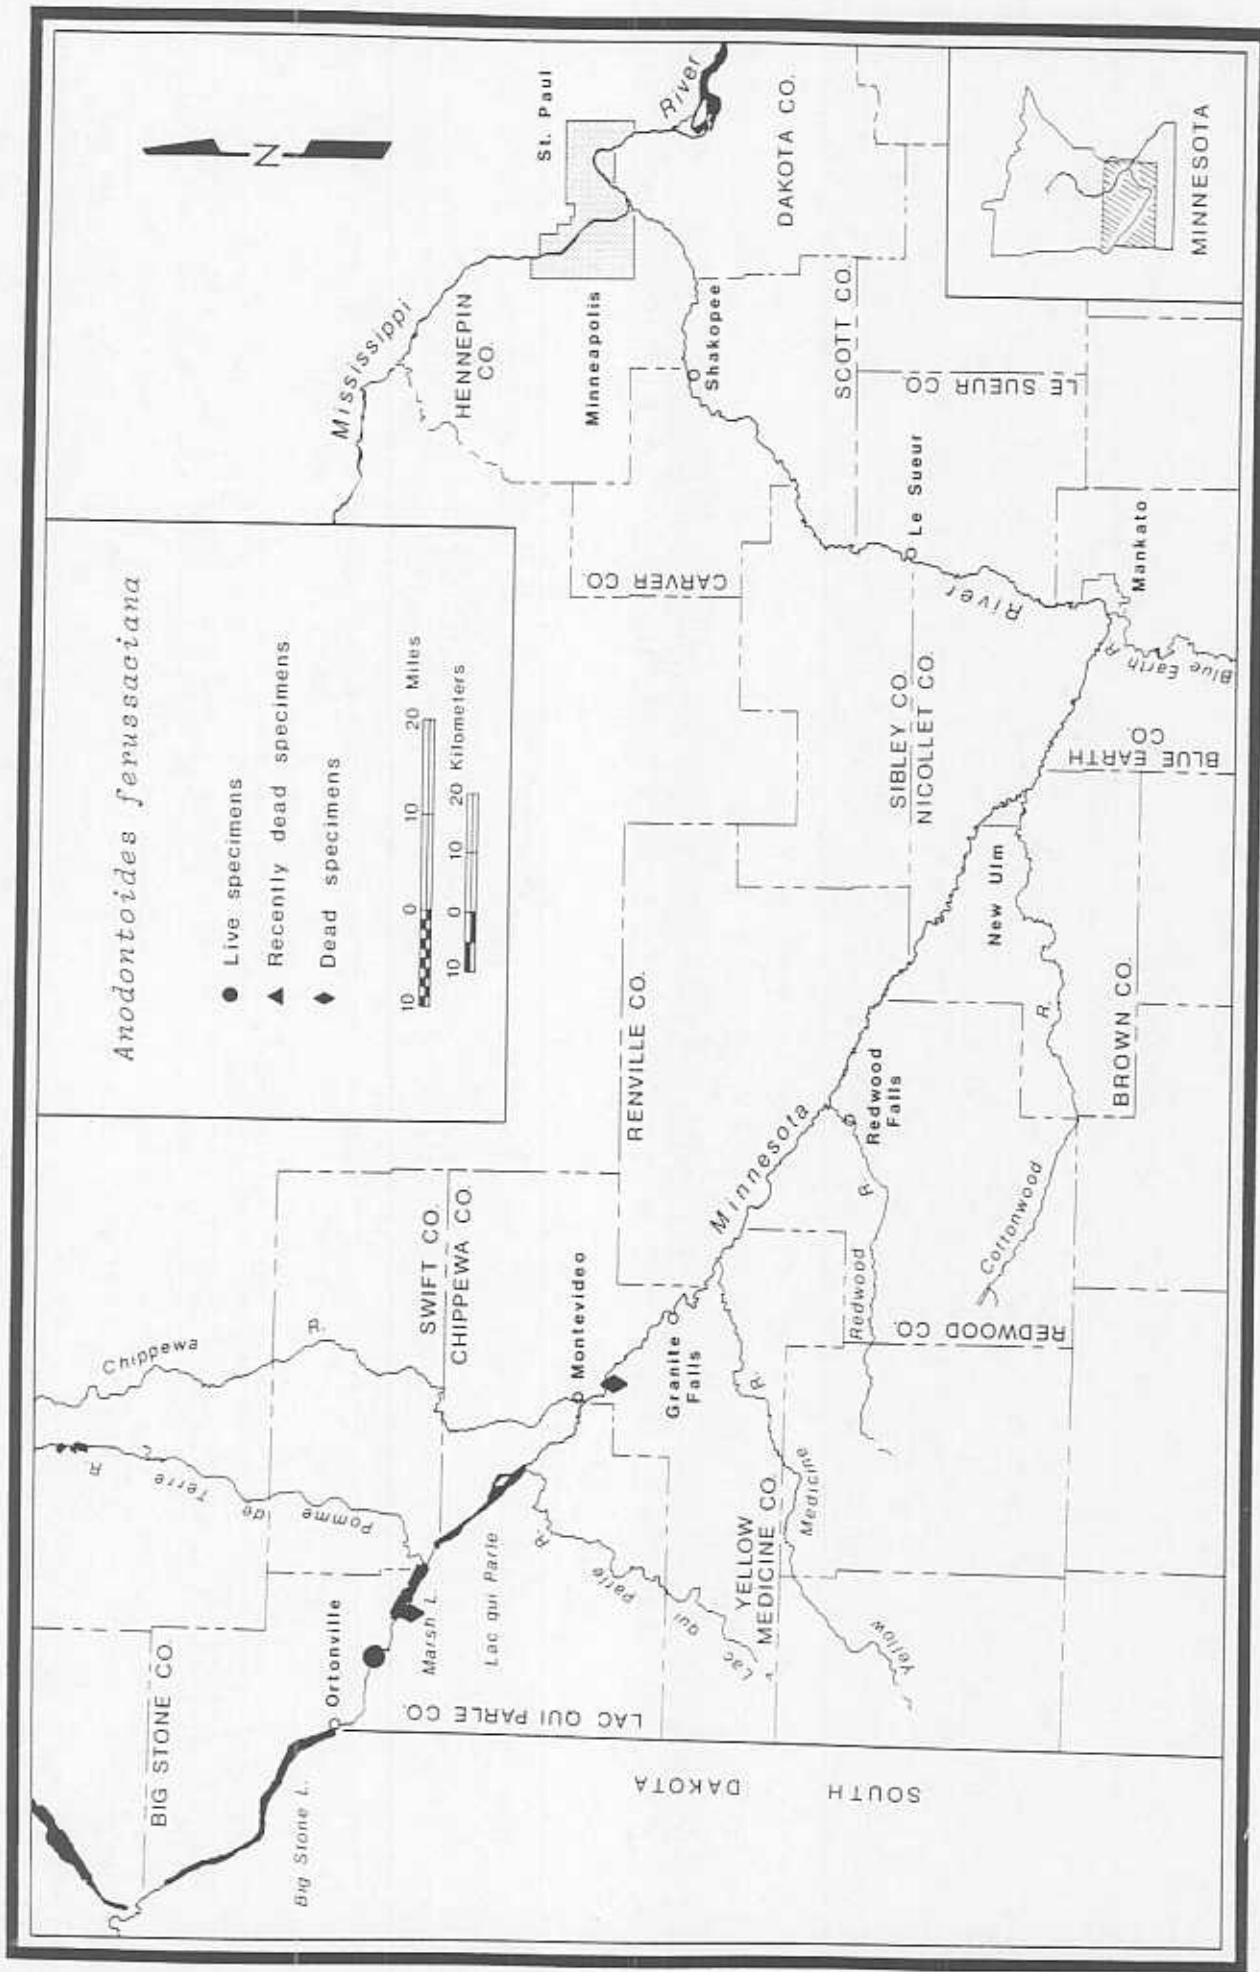 Anodontoides ferussaciana
Live specimens
Recently dead specimens
Dead specimens
10 0 10 20 Miles
10 0 10 20 Kilometers
N
BIG STONE CO.
Big Stone L.
Ortonville
Marsh L.
Lac qui Parle
Pomme de Terre R.
Chippewa R.
SWIFT CO.
CHIPPEWA CO.
Montevideo
Granite
Falls
LAC QUI PARLE CO.
Lac qui Parle R.
YELLOW
MEDICINE CO.
Yellow Medicine R.
SOUTH DAKOTA
RENVILLE CO.
Minnesota River
Redwood
Falls
Redwood R.
REDWOOD CO.
Cottonwood R.
BROWN CO.
New Ulm
SIBLEY CO.
NICOLLET CO.
BLUE EARTH
CO.
Blue Earth R.
Mankato
Le Sueur
LE SUEUR CO.
SCOTT CO.
CARVER CO.
Shakopee
HENNEPIN
CO.
Minneapolis
St. Paul
Mississippi River
DAKOTA CO.
MINNESOTA